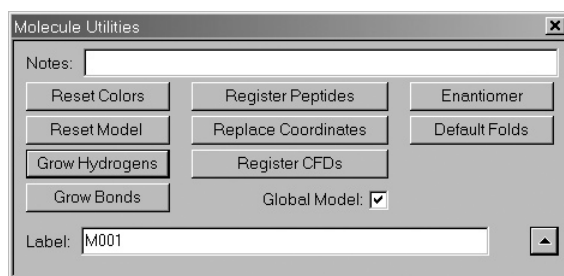 Molecule Utilities
Notes:
Reset Colors Register Peptides Enantiomer
Reset Model Replace Coordinates Default Folds
Grow Hydrogens Register CFDs
Grow Bonds Global Model:
Label: M001